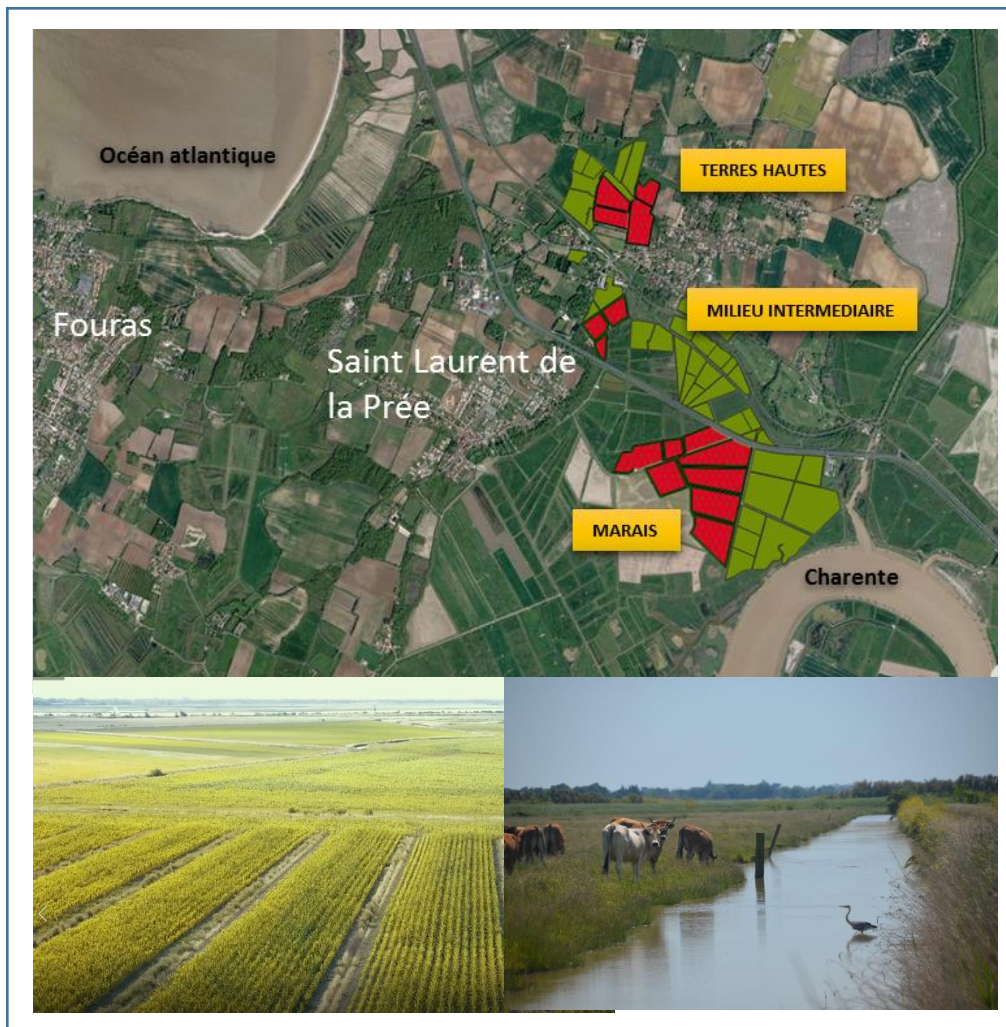 Océan atlantique
TERRES HAUTES
MILIEU INTERMEDIAIRE
Fouras
Saint Laurent de
la Prée
MARAIS
Charente